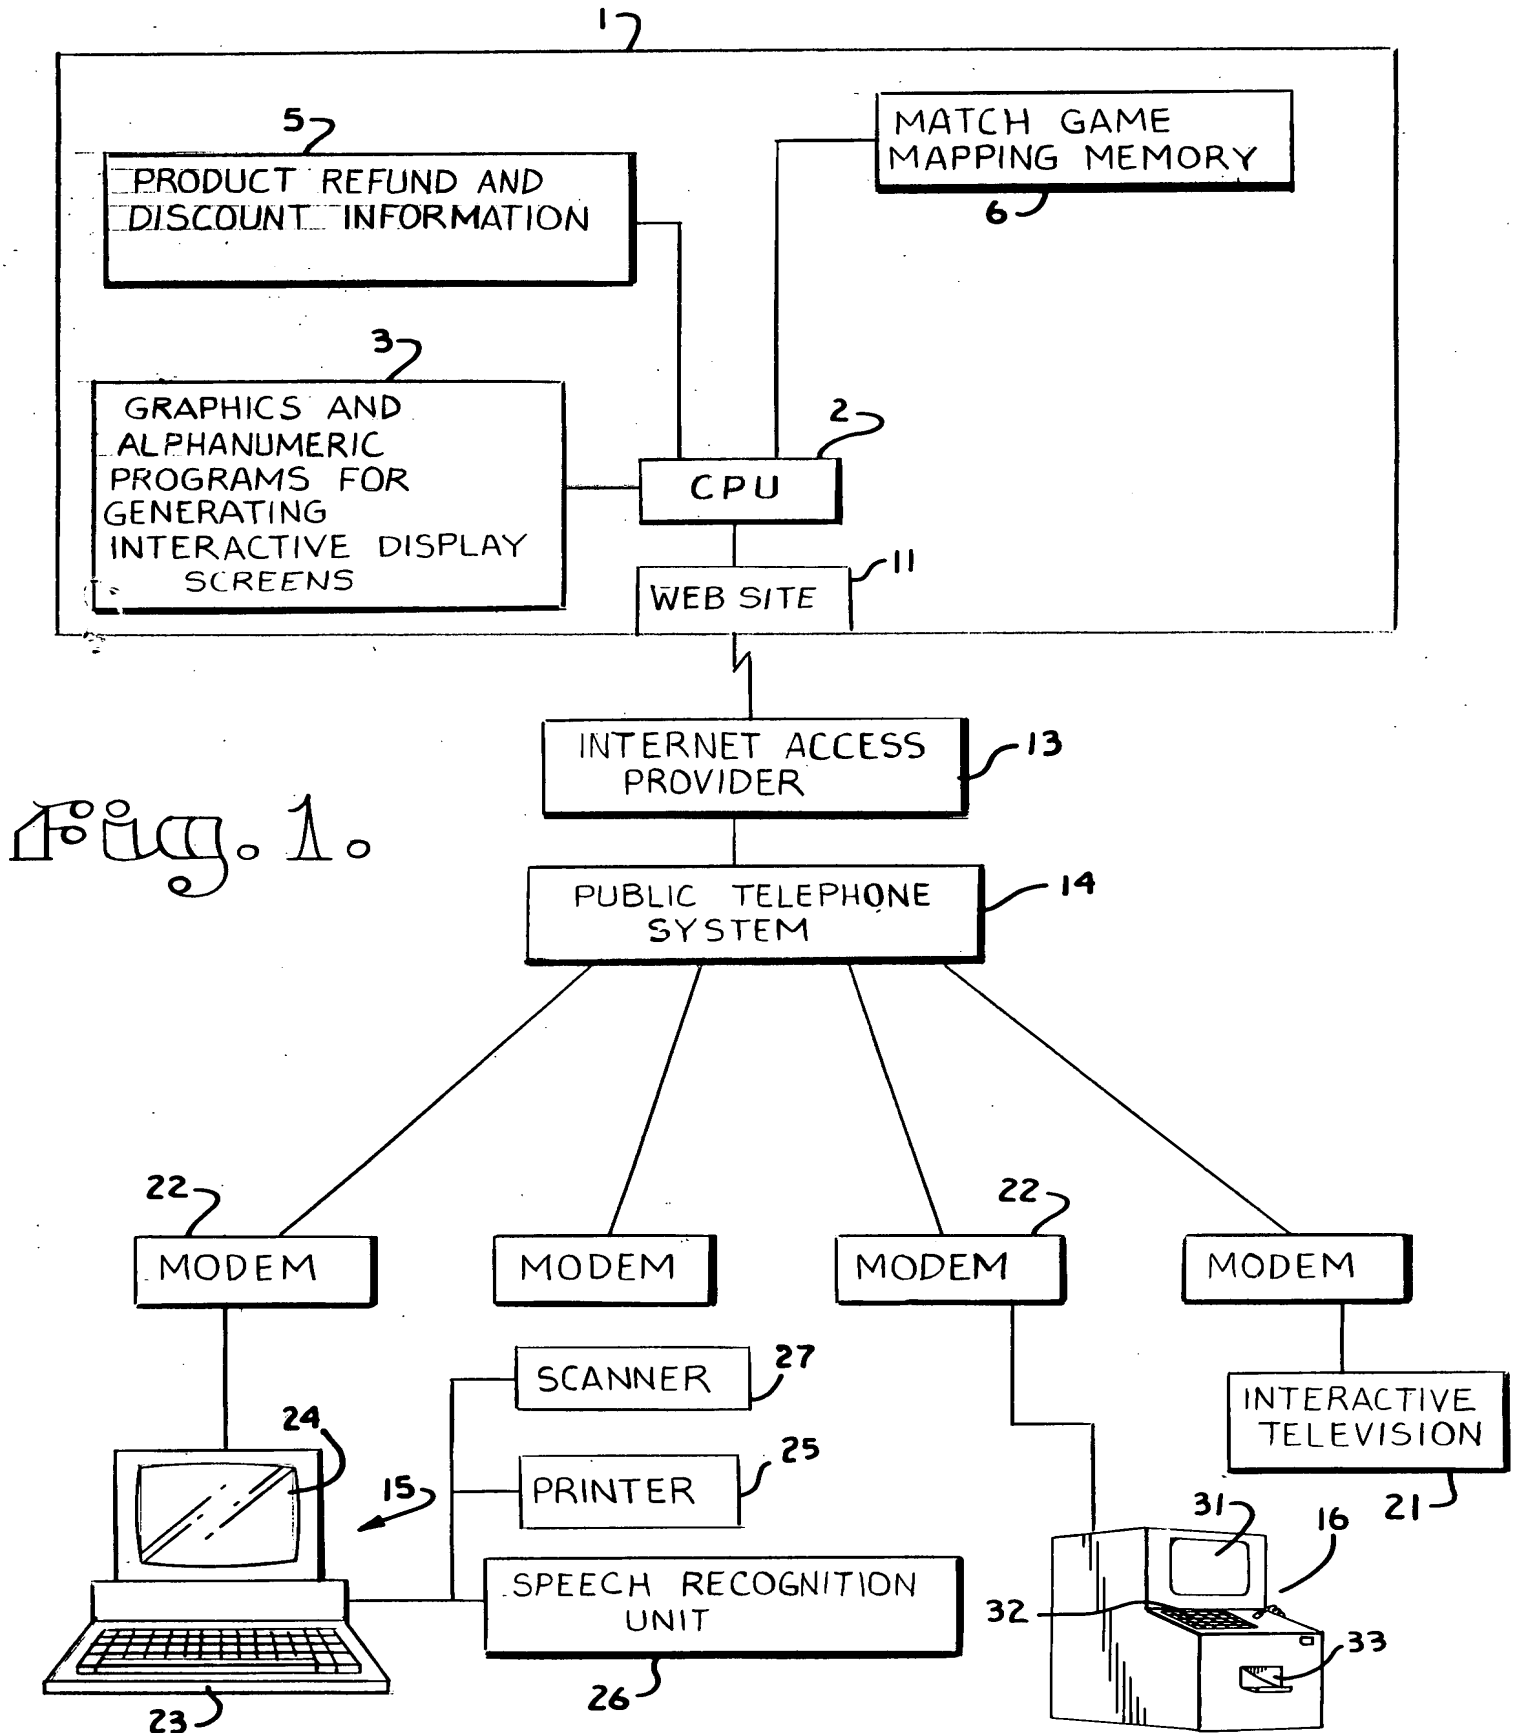 1
5
PRODUCT REFUND AND
DISCOUNT INFORMATION
MATCH GAME
MAPPING MEMORY
6
3
GRAPHICS AND
ALPHANUMERIC
PROGRAMS FOR
GENERATING
INTERACTIVE DISPLAY
SCREENS
2
CPU
11
WEB SITE
INTERNET ACCESS
PROVIDER
13
Fig. 1.
PUBLIC TELEPHONE
SYSTEM
14
22
MODEM
MODEM
22
MODEM
MODEM
SCANNER
27
INTERACTIVE
TELEVISION
21
24
15
PRINTER
25
SPEECH RECOGNITION
UNIT
26
23
31
16
32
33